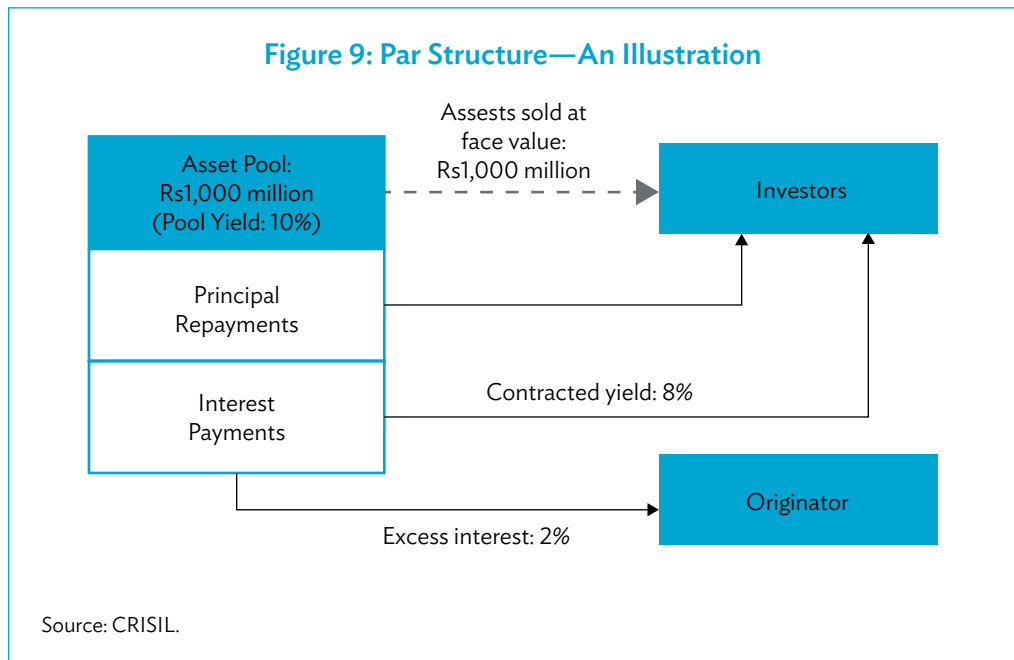 Figure 9: Par Structure—An Illustration
Assests sold at
face value:
Rs1,000 million
Asset Pool:
Rs1,000 million
(Pool Yield: 10%)
Investors
Principal
Repayments
Contracted yield: 8%
Interest
Payments
Originator
Excess interest: 2%
Source: CRISIL.